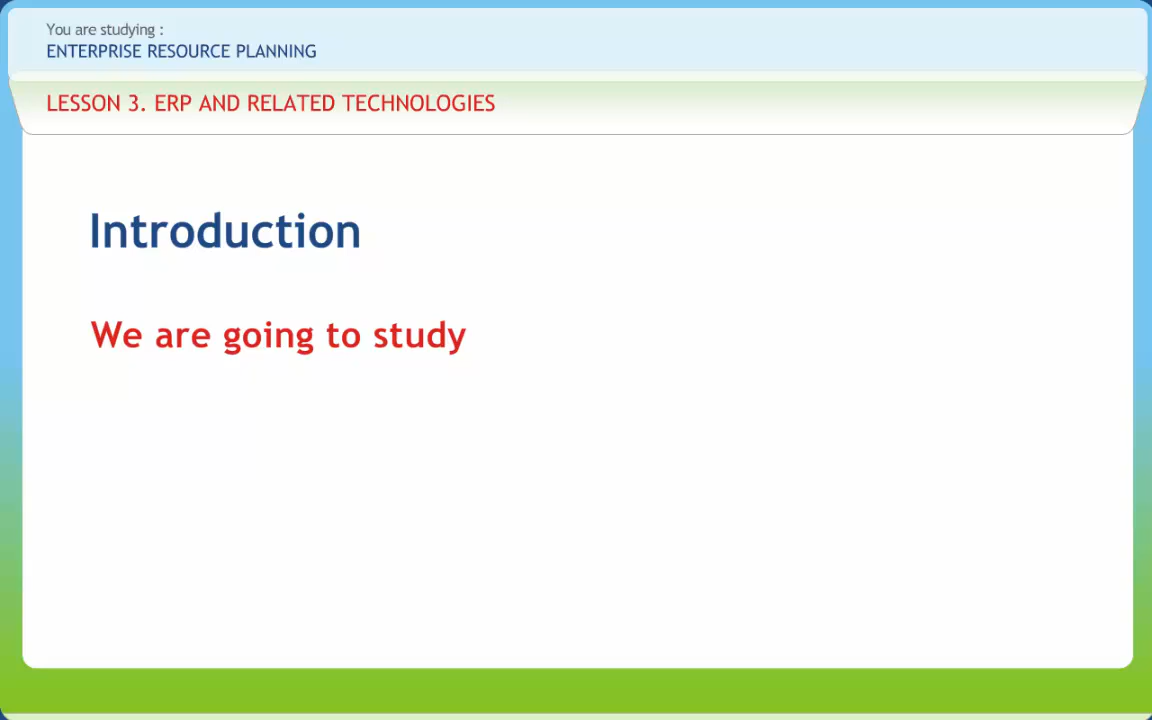 You are studying :
ENTERPRISE RESOURCE PLANNING
LESSON 3. ERP AND RELATED TECHNOLOGIES
Introduction
We are going to study